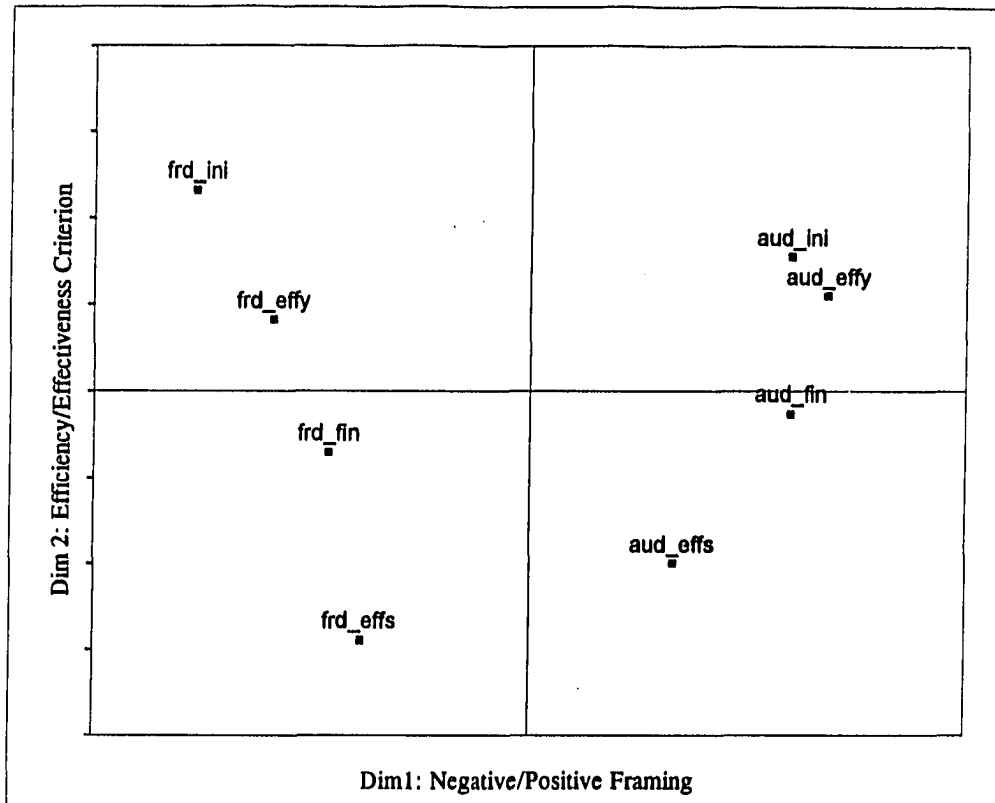 frd_ini
aud_ini
aud_effy
frd_effy
aud_fin
frd_fin
aud_effs
frd_effs
Dim 2: Efficiency/Effectiveness Criterion
Dim1: Negative/Positive Framing